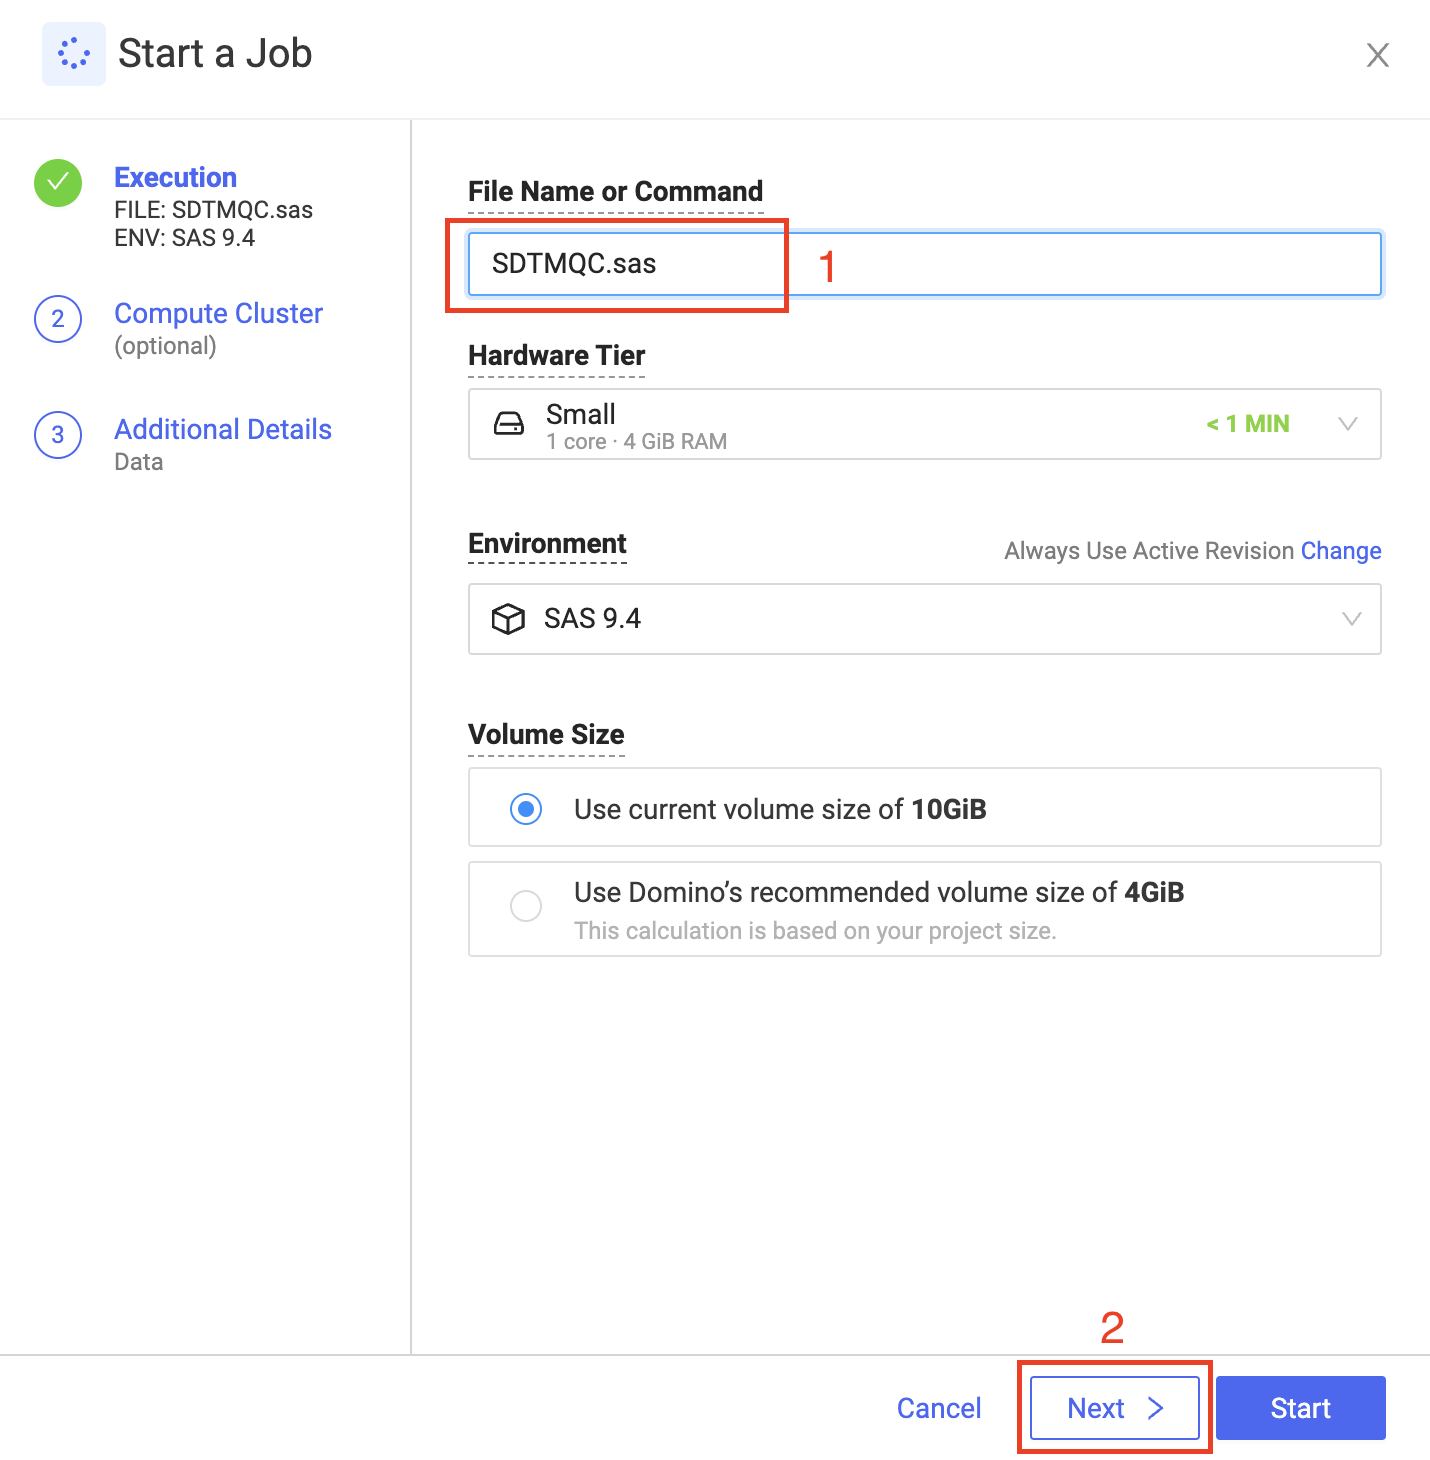 Start a Job
Execution
FILE: SDTMQC.sas
ENV: SAS 9.4
2
Compute Cluster
(optional)
3
Additional Details
Data
File Name or Command
SDTMQC.sas
1
Hardware Tier
Small
1 core · 4 GiB RAM
< 1 MIN
Environment
Always Use Active Revision Change
SAS 9.4
Volume Size
Use current volume size of 10GiB
Use Domino’s recommended volume size of 4GiB
This calculation is based on your project size.
2
Cancel
Next
Start